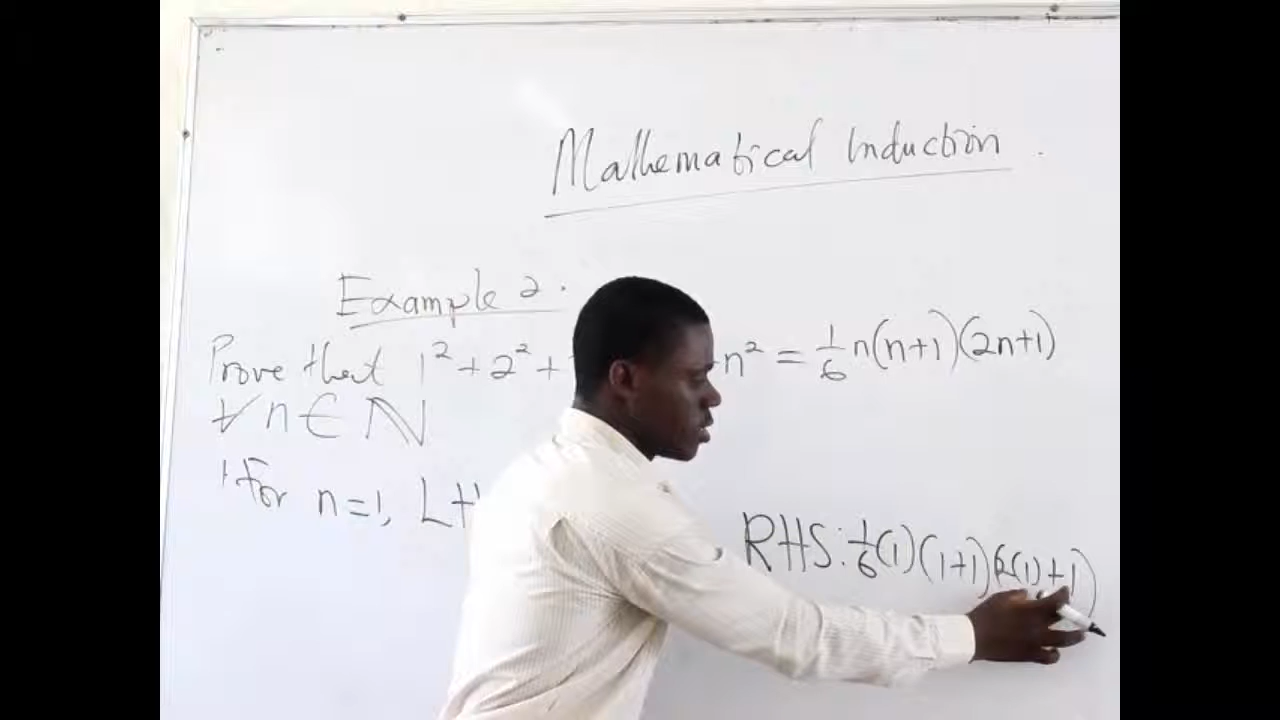 Mathematical Induction.
Example 2.
Prove that 1² + 2² + + n² = 1/6 n(n+1)(2n+1)
∀ n ∈ ℕ
For n=1, LH
RHS: 1/6 (1)(1+1)(2(1)+1)